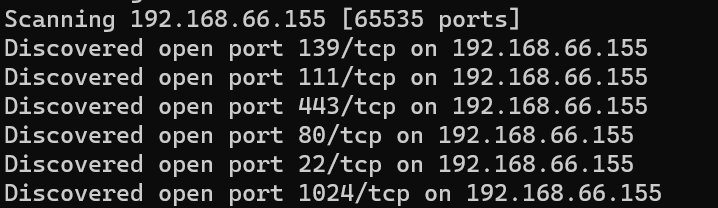 Scanning 192.168.66.155 [65535 ports]
Discovered open port 139/tcp on 192.168.66.155
Discovered open port 111/tcp on 192.168.66.155
Discovered open port 443/tcp on 192.168.66.155
Discovered open port 80/tcp on 192.168.66.155
Discovered open port 22/tcp on 192.168.66.155
Discovered open port 1024/tcp on 192.168.66.155